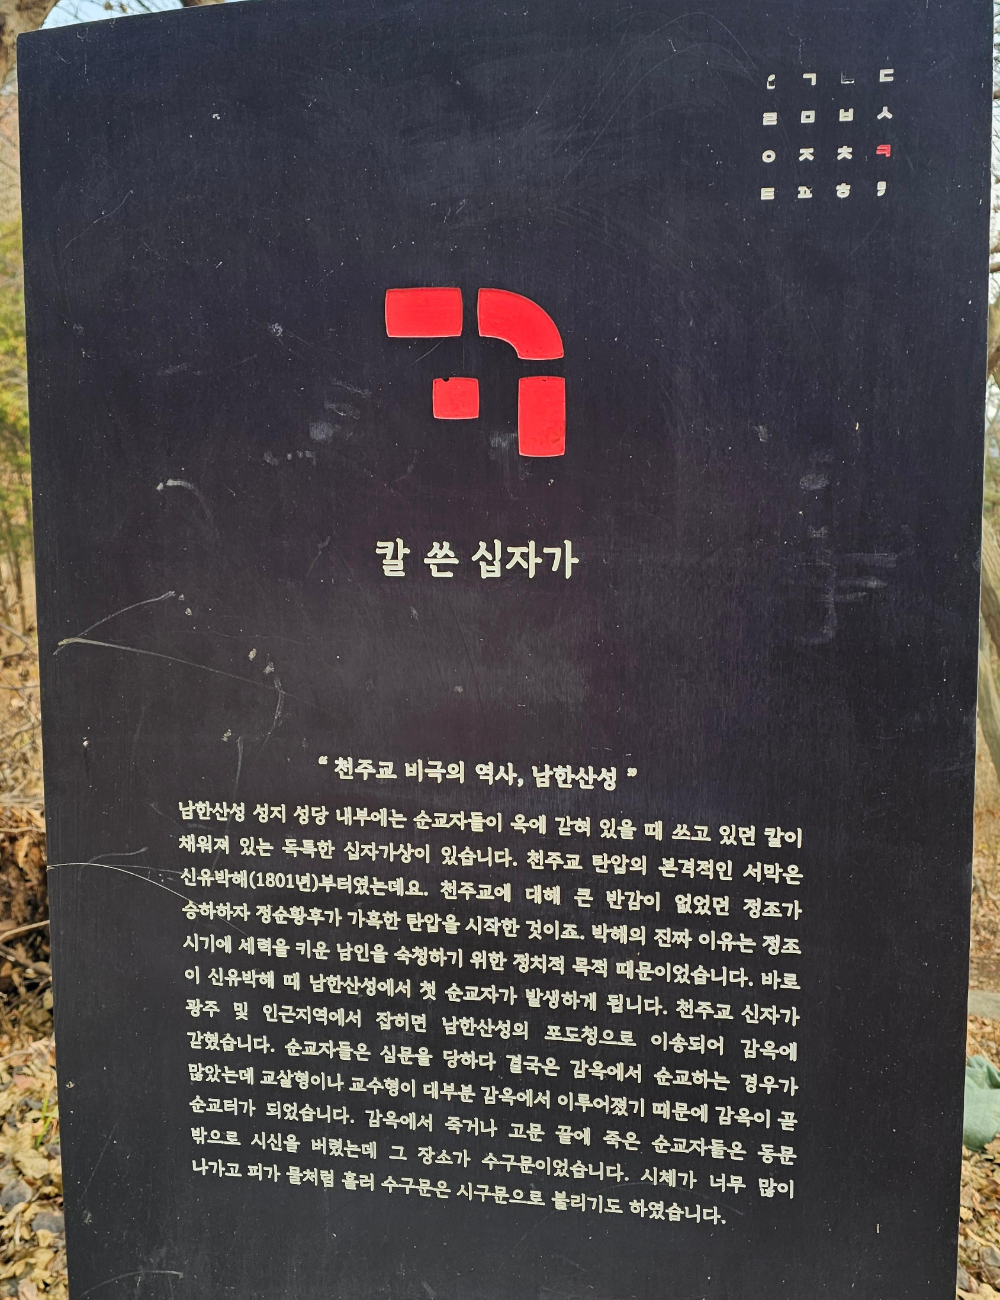 ㄱ ㄴ ㄷ
ㄹ ㅁ ㅂ ㅅ
ㅇ ㅈ ㅊ ㅋ
ㅌ ㅍ ㅎ
ㅋ
칼 쓴 십자가
“ 천주교 비극의 역사, 남한산성 ”
남한산성 성지 성당 내부에는 순교자들이 옥에 갇혀 있을 때 쓰고 있던 칼이
채워져 있는 독특한 십자가상이 있습니다. 천주교 탄압의 본격적인 서막은
신유박해(1801년)부터였는데요. 천주교에 대해 큰 반감이 없었던 정조가
승하하자 정순황후가 가혹한 탄압을 시작한 것이죠. 박해의 진짜 이유는 정조
시기에 세력을 키운 남인을 숙청하기 위한 정치적 목적 때문이었습니다. 바로
이 신유박해 때 남한산성에서 첫 순교자가 발생하게 됩니다. 천주교 신자가
광주 및 인근지역에서 잡히면 남한산성의 포도청으로 이송되어 감옥에
갇혔습니다. 순교자들은 심문을 당하다 결국은 감옥에서 순교하는 경우가
많았는데 교살형이나 교수형이 대부분 감옥에서 이루어졌기 때문에 감옥이 곧
순교터가 되었습니다. 감옥에서 죽거나 고문 끝에 죽은 순교자들은 동문
밖으로 시신을 버렸는데 그 장소가 수구문이었습니다. 시체가 너무 많이
나가고 피가 물처럼 흘러 수구문은 시구문으로 불리기도 하였습니다.